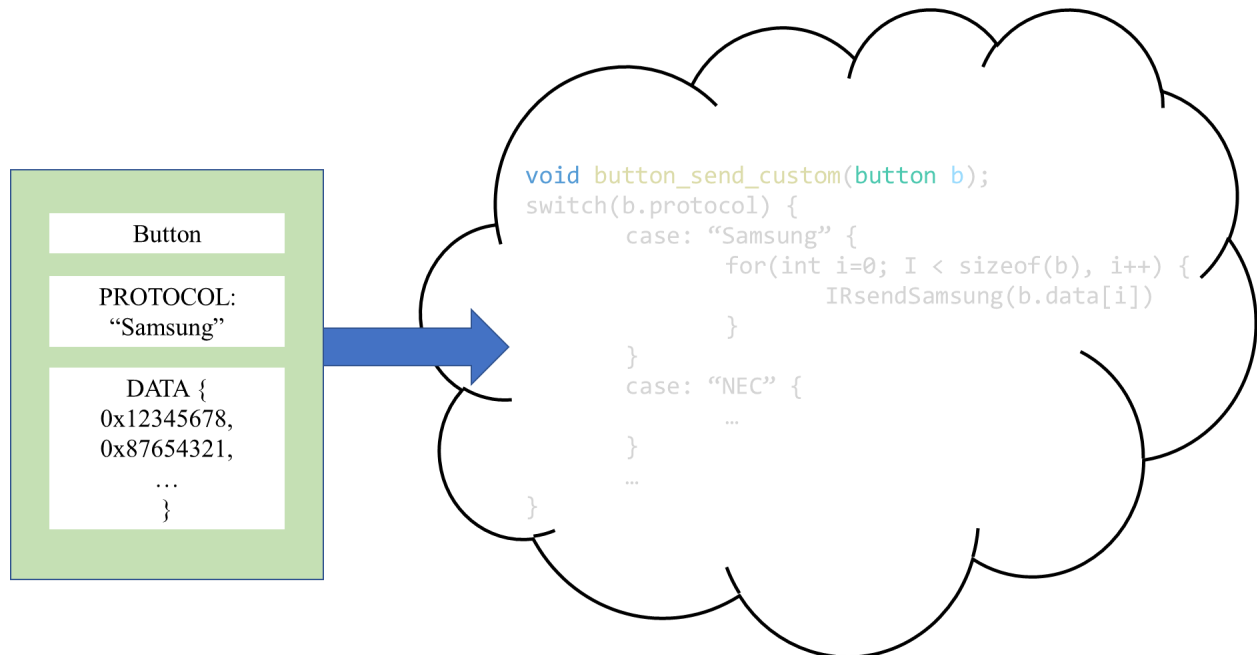 Button
PROTOCOL:
“Samsung”
DATA {
0x12345678,
0x87654321,
…
}
void button_send_custom(button b);
switch(b.protocol) {
case: “Samsung” {
for(int i=0; I < sizeof(b), i++) {
IRsendSamsung(b.data[i])
}
}
case: “NEC” {
…
}
…
}